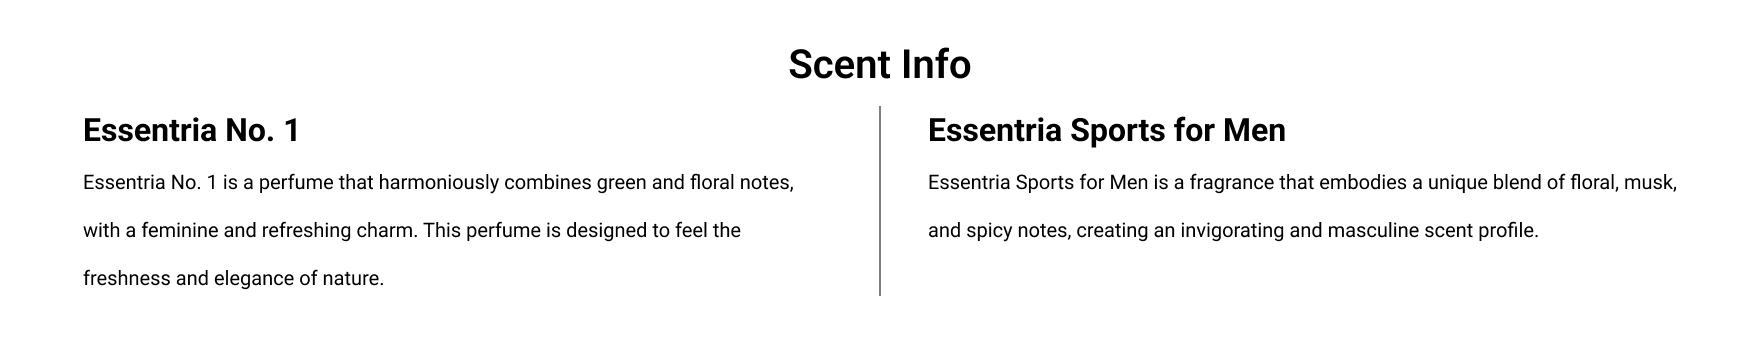 Scent Info
Essentria No. 1
Essentria No. 1 is a perfume that harmoniously combines green and floral notes,
with a feminine and refreshing charm. This perfume is designed to feel the
freshness and elegance of nature.
Essentria Sports for Men
Essentria Sports for Men is a fragrance that embodies a unique blend of floral, musk,
and spicy notes, creating an invigorating and masculine scent profile.